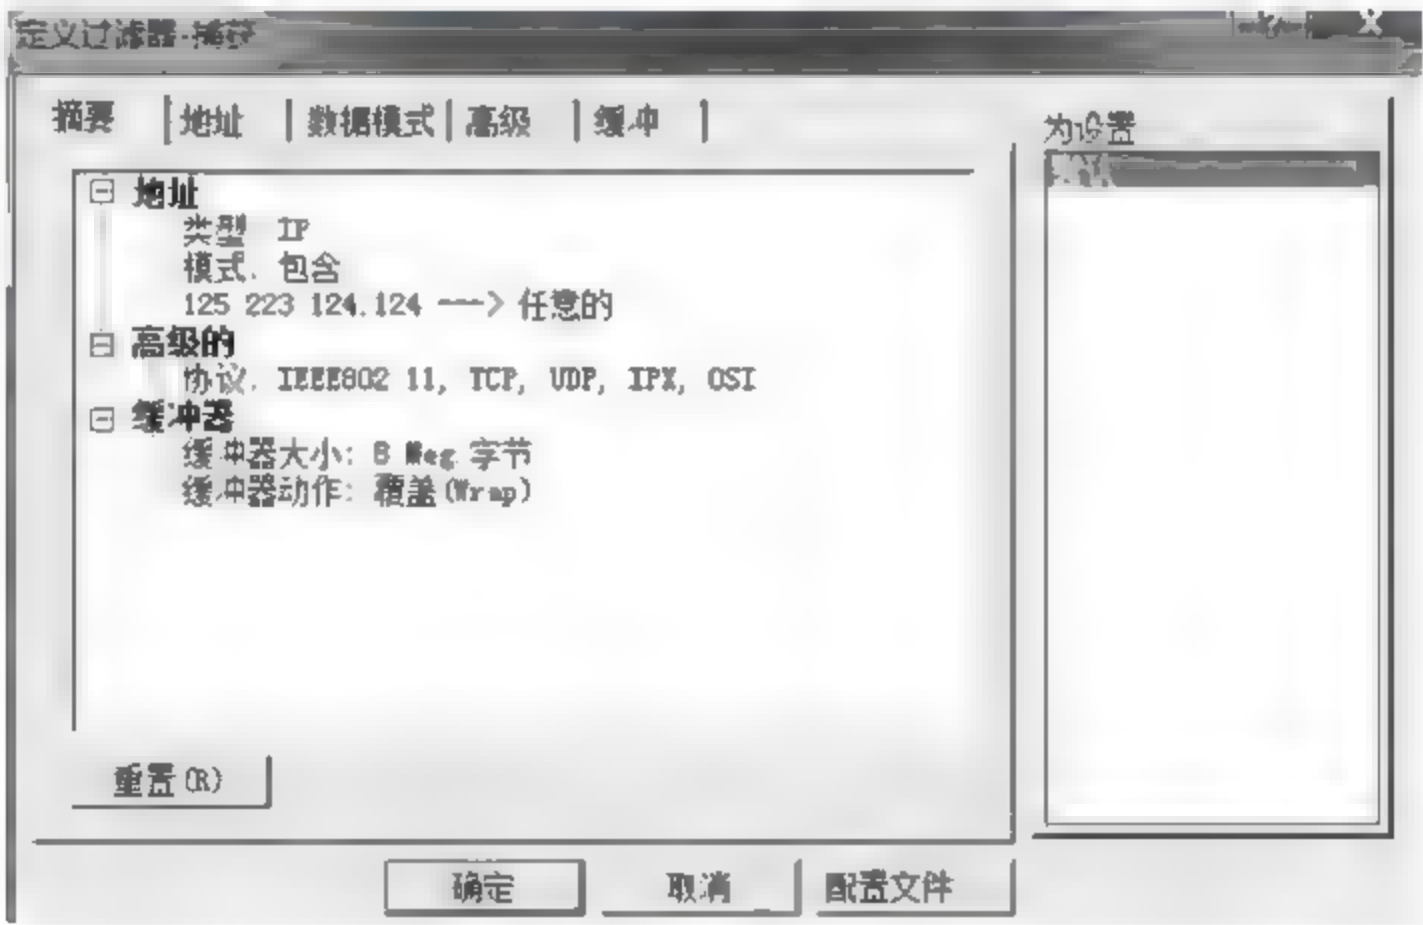 定义过滤器-捕获
摘要 地址 数据模式 高级 缓冲
为设置
地址
类型 IP
模式. 包含
125 223 124.124 ---> 任意的
高级的
协议. IEEE802 11, TCP, UDP, IPX, OSI
缓冲器
缓冲器大小: 8 Meg 字节
缓冲器动作: 覆盖(Wrap)
重置(R)
确定 取消 配置文件